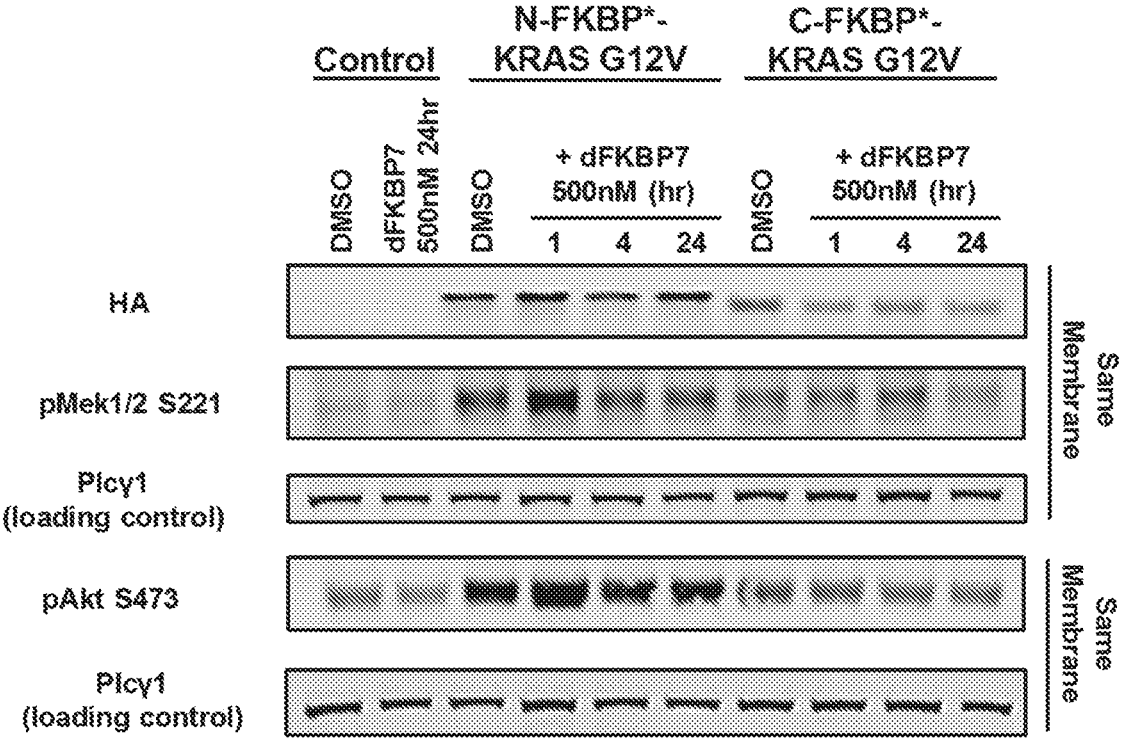 Control
N-FKBP*-
KRAS G12V
C-FKBP*-
KRAS G12V
DMSO
dFKBP7
500nM 24hr
DMSO
+ dFKBP7
500nM (hr)
1 4 24
DMSO
+ dFKBP7
500nM (hr)
1 4 24
HA
pMek1/2 S221
Plcγ1
(loading control)
Same
Membrane
pAkt S473
Plcγ1
(loading control)
Same
Membrane